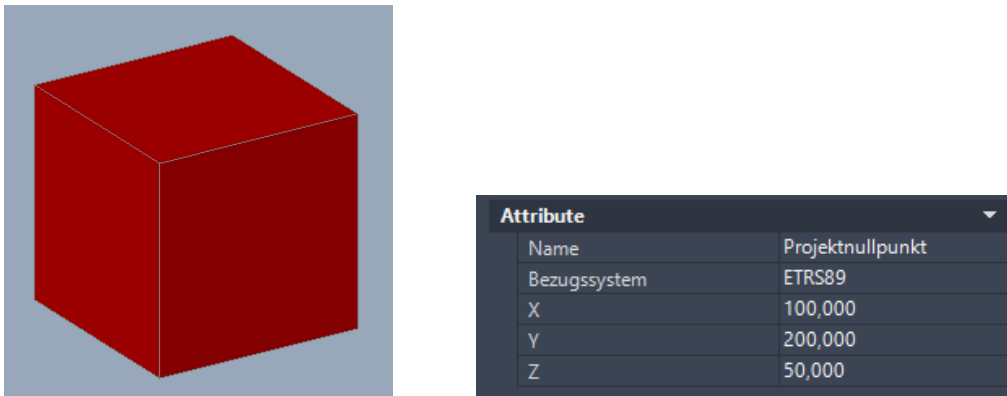 Attribute
Name Projektnullpunkt
Bezugssystem ETRS89
X 100,000
Y 200,000
Z 50,000